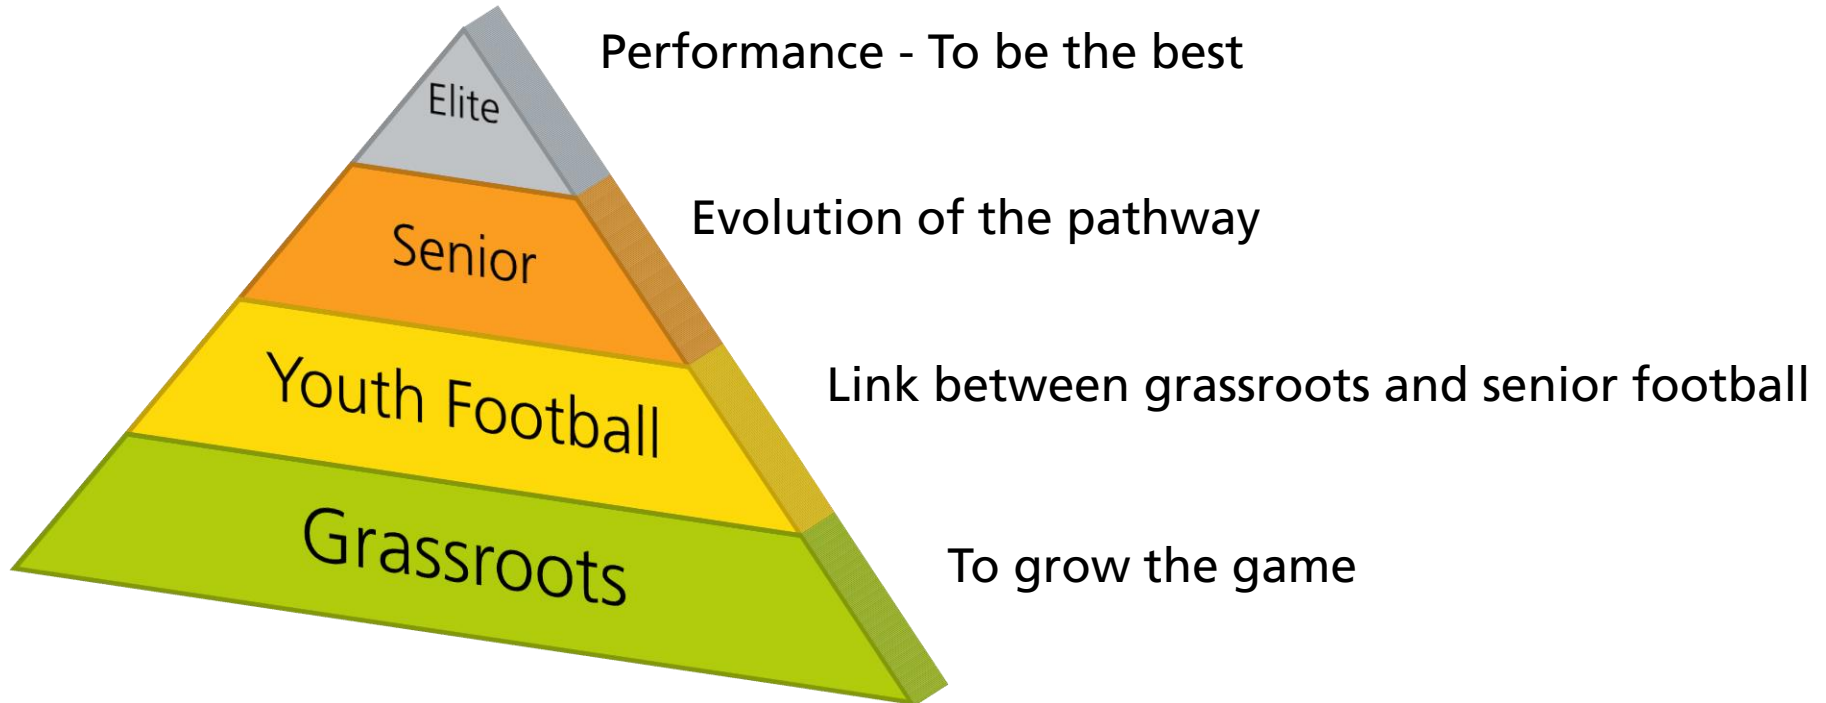 Performance - To be the best
Elite
Evolution of the pathway
Senior
Link between grassroots and senior football
Youth Football
To grow the game
Grassroots